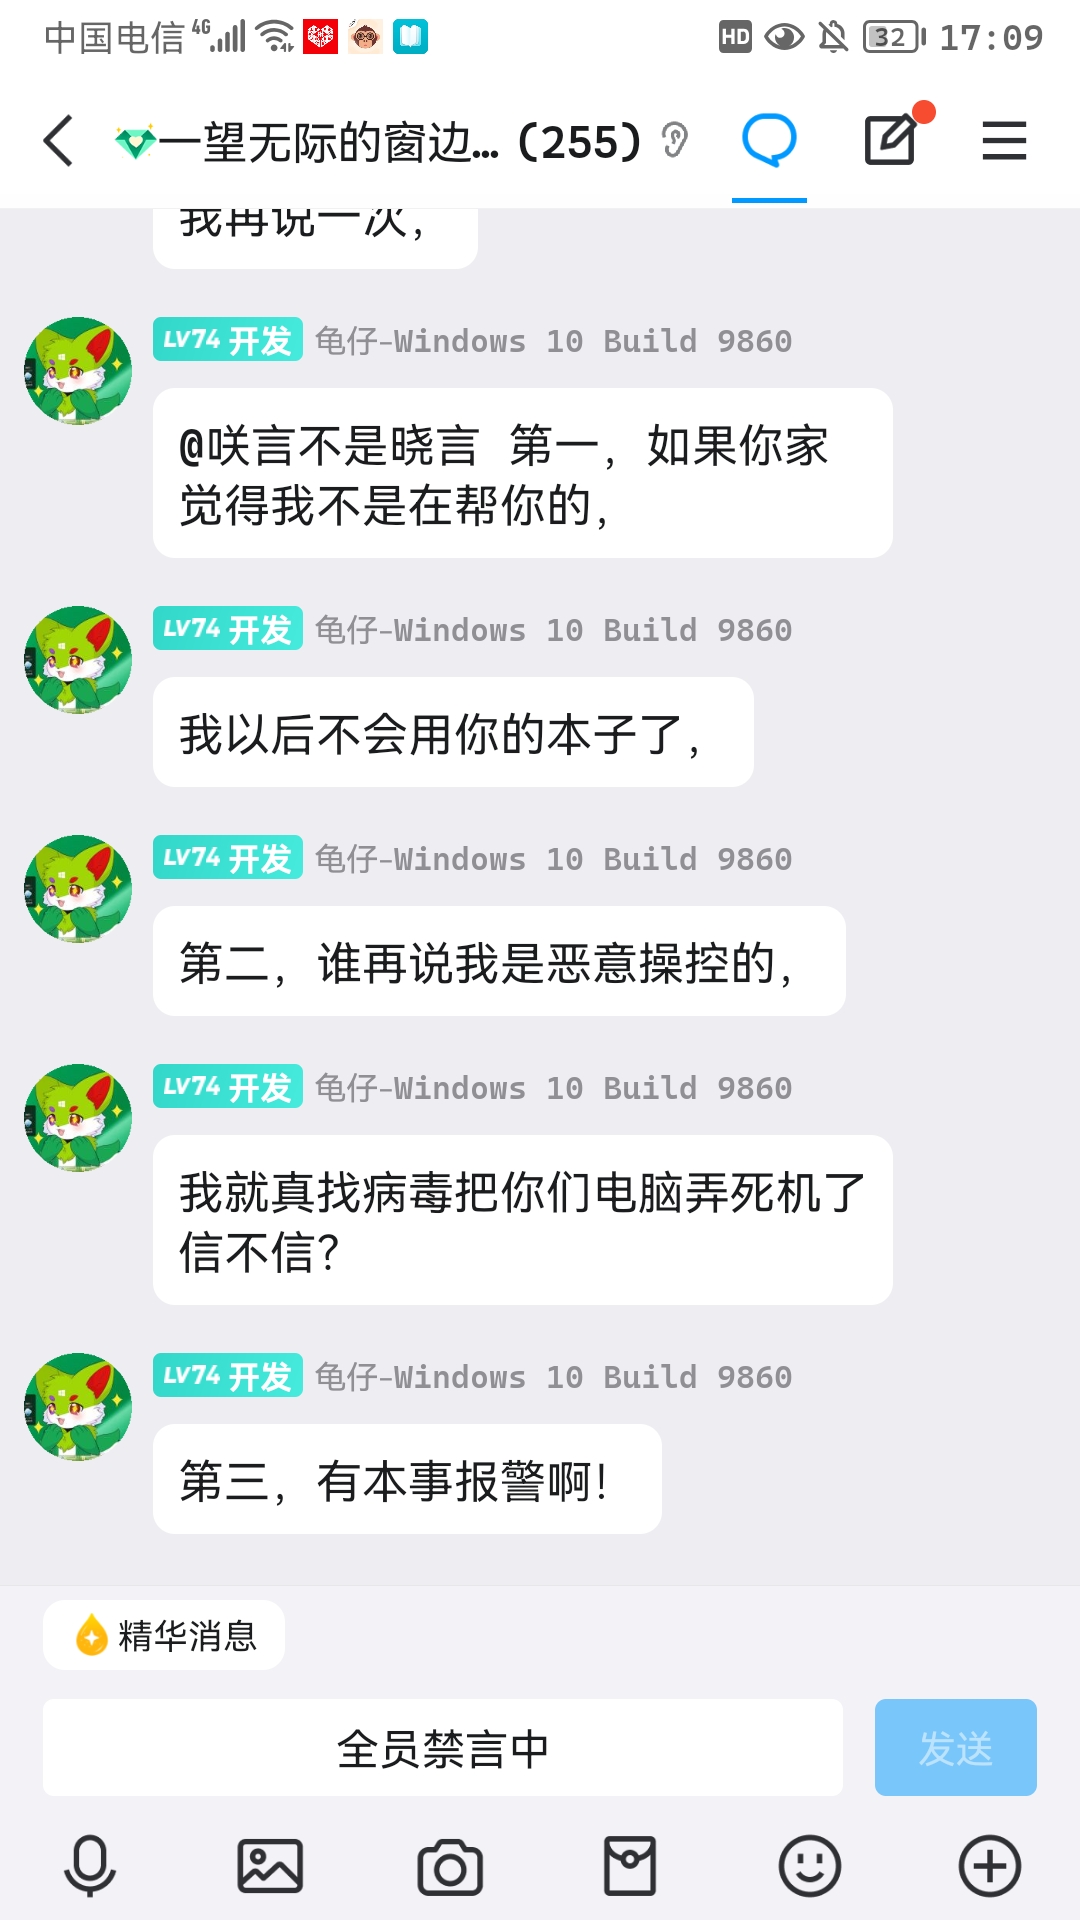 中国电信 4G HD 32 17:09
一望无际的窗边... (255)
我再说一次,
LV74 开发 龟仔-Windows 10 Build 9860
@咲言不是晓言 第一, 如果你家
觉得我不是在帮你的,
LV74 开发 龟仔-Windows 10 Build 9860
我以后不会用你的本子了,
LV74 开发 龟仔-Windows 10 Build 9860
第二, 谁再说我是恶意操控的,
LV74 开发 龟仔-Windows 10 Build 9860
我就真找病毒把你们电脑弄死机了
信不信?
LV74 开发 龟仔-Windows 10 Build 9860
第三, 有本事报警啊!
精华消息
全员禁言中
发送